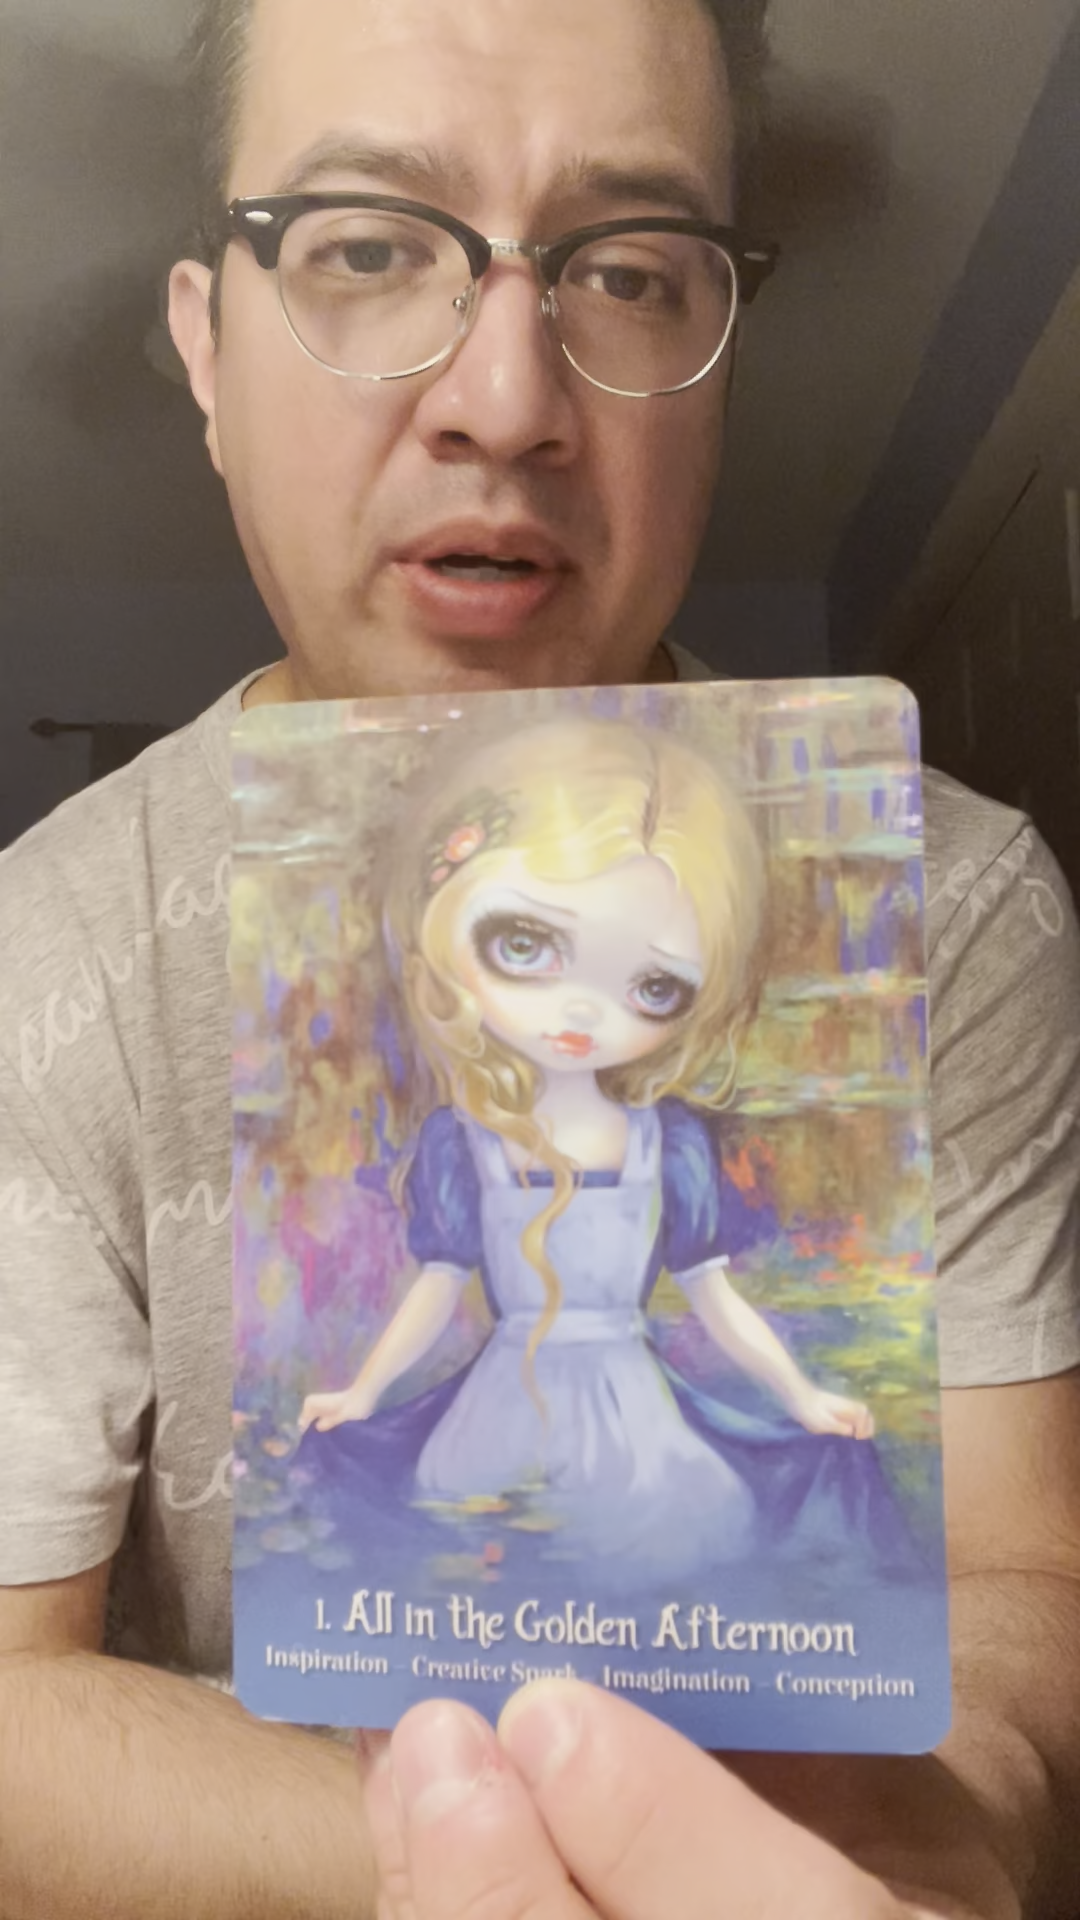 1. All in the Golden Afternoon
Inspiration - Creative Spark - Imagination - Conception